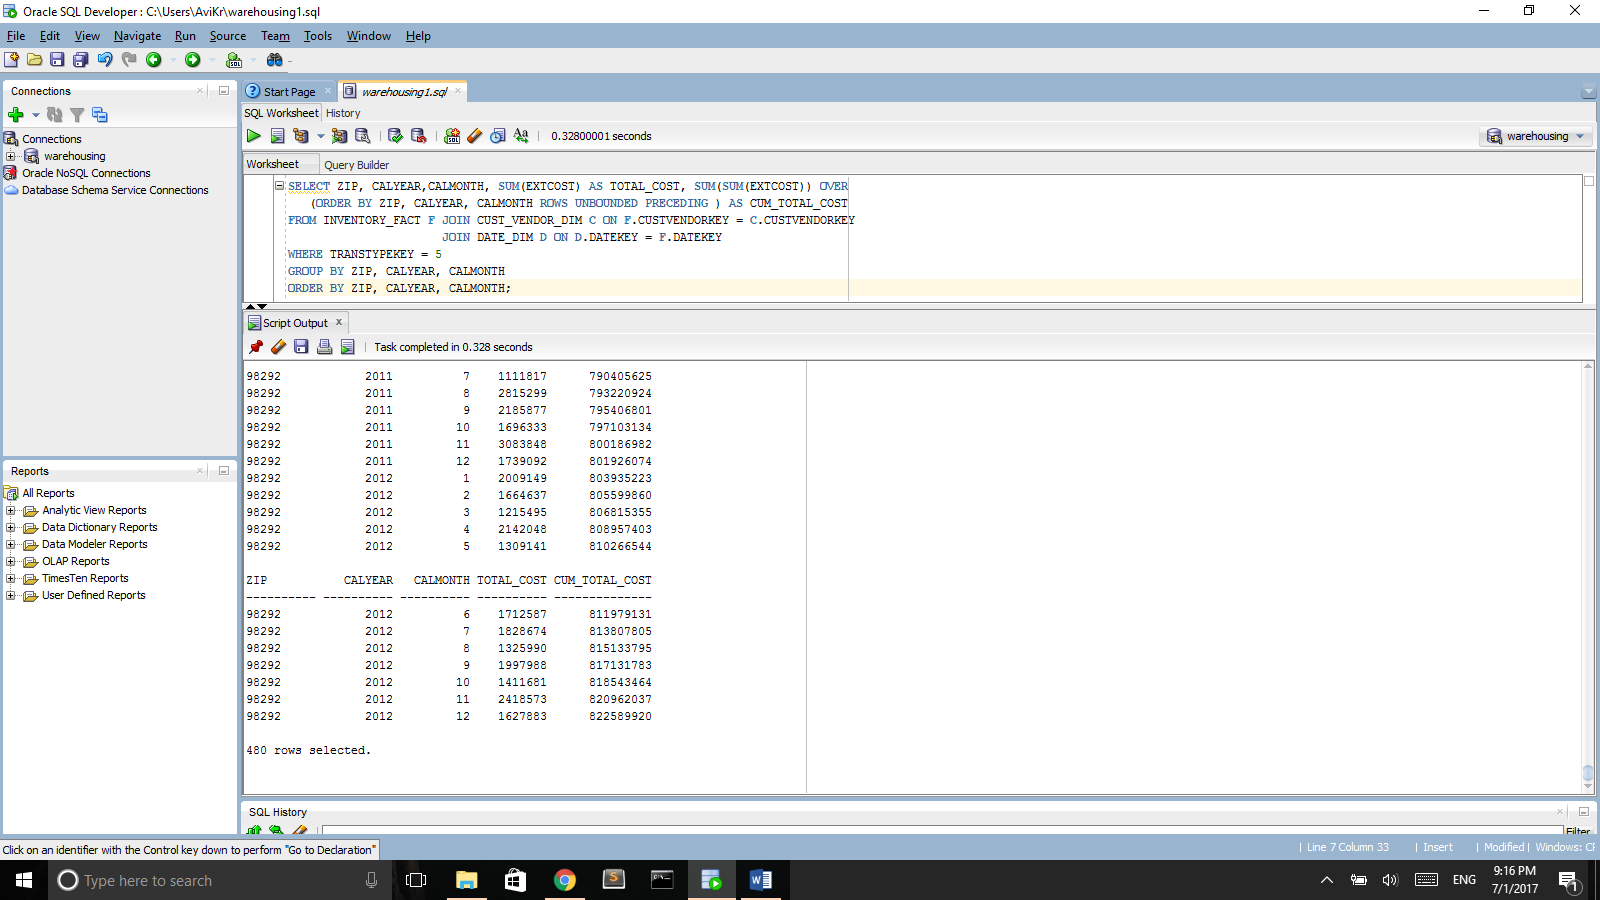 Oracle SQL Developer : C:\Users\AviKr\warehousing1.sql
File Edit View Navigate Run Source Team Tools Window Help
Connections
Connections
warehousing
Oracle NoSQL Connections
Database Schema Service Connections
Reports
All Reports
Analytic View Reports
Data Dictionary Reports
Data Modeler Reports
OLAP Reports
TimesTen Reports
User Defined Reports
Start Page warehousing1.sql
SQL Worksheet History
0.32800001 seconds warehousing
Worksheet Query Builder
SELECT ZIP, CALYEAR,CALMONTH, SUM(EXTCOST) AS TOTAL_COST, SUM(SUM(EXTCOST)) OVER
(ORDER BY ZIP, CALYEAR, CALMONTH ROWS UNBOUNDED PRECEDING ) AS CUM_TOTAL_COST
FROM INVENTORY_FACT F JOIN CUST_VENDOR_DIM C ON F.CUSTVENDORKEY = C.CUSTVENDORKEY
JOIN DATE_DIM D ON D.DATEKEY = F.DATEKEY
WHERE TRANSTYPEKEY = 5
GROUP BY ZIP, CALYEAR, CALMONTH
ORDER BY ZIP, CALYEAR, CALMONTH;
Script Output x
Task completed in 0.328 seconds
98292 2011 7 1111817 790405625
98292 2011 8 2815299 793220924
98292 2011 9 2185877 795406801
98292 2011 10 1696333 797103134
98292 2011 11 3083848 800186982
98292 2011 12 1739092 801926074
98292 2012 1 2009149 803935223
98292 2012 2 1664637 805599860
98292 2012 3 1215495 806815355
98292 2012 4 2142048 808957403
98292 2012 5 1309141 810266544
ZIP CALYEAR CALMONTH TOTAL_COST CUM_TOTAL_COST
---------- ---------- ---------- ---------- --------------
98292 2012 6 1712587 811979131
98292 2012 7 1828674 813807805
98292 2012 8 1325990 815133795
98292 2012 9 1997988 817131783
98292 2012 10 1411681 818543464
98292 2012 11 2418573 820962037
98292 2012 12 1627883 822589920
480 rows selected.
SQL History
Filter
Click on an identifier with the Control key down to perform "Go to Declaration"
Line 7 Column 33 Insert Modified Windows: CF
Type here to search
ENG
9:16 PM
7/1/2017
1